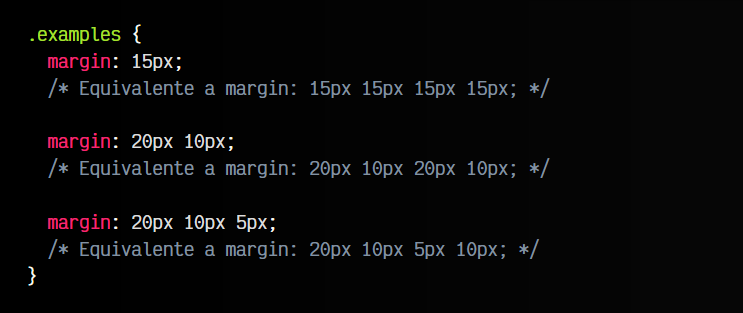 .examples {
margin: 15px;
/* Equivalente a margin: 15px 15px 15px 15px; */
margin: 20px 10px;
/* Equivalente a margin: 20px 10px 20px 10px; */
margin: 20px 10px 5px;
/* Equivalente a margin: 20px 10px 5px 10px; */
}